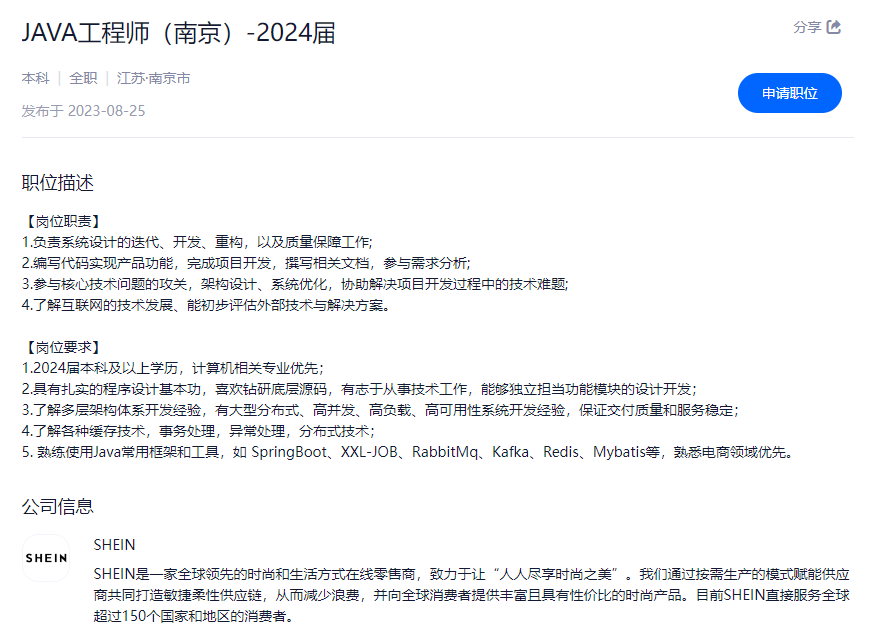 JAVA工程师（南京）-2024届
分享
本科 | 全职 | 江苏·南京市
申请职位
发布于 2023-08-25
职位描述
【岗位职责】
1.负责系统设计的迭代、开发、重构，以及质量保障工作;
2.编写代码实现产品功能，完成项目开发，撰写相关文档，参与需求分析;
3.参与核心技术问题的攻关，架构设计、系统优化，协助解决项目开发过程中的技术难题;
4.了解互联网的技术发展、能初步评估外部技术与解决方案。
【岗位要求】
1.2024届本科及以上学历，计算机相关专业优先;
2.具有扎实的程序设计基本功，喜欢钻研底层源码，有志于从事技术工作，能够独立担当功能模块的设计开发;
3.了解多层架构体系开发经验，有大型分布式、高并发、高负载、高可用性系统开发经验，保证交付质量和服务稳定;
4.了解各种缓存技术，事务处理，异常处理，分布式技术;
5. 熟练使用Java常用框架和工具，如 SpringBoot、XXL-JOB、RabbitMq、Kafka、Redis、Mybatis等，熟悉电商领域优先。
公司信息
SHEIN
SHEIN
SHEIN是一家全球领先的时尚和生活方式在线零售商，致力于让“人人尽享时尚之美”。我们通过按需生产的模式赋能供应
商共同打造敏捷柔性供应链，从而减少浪费，并向全球消费者提供丰富且具有性价比的时尚产品。目前SHEIN直接服务全球
超过150个国家和地区的消费者。